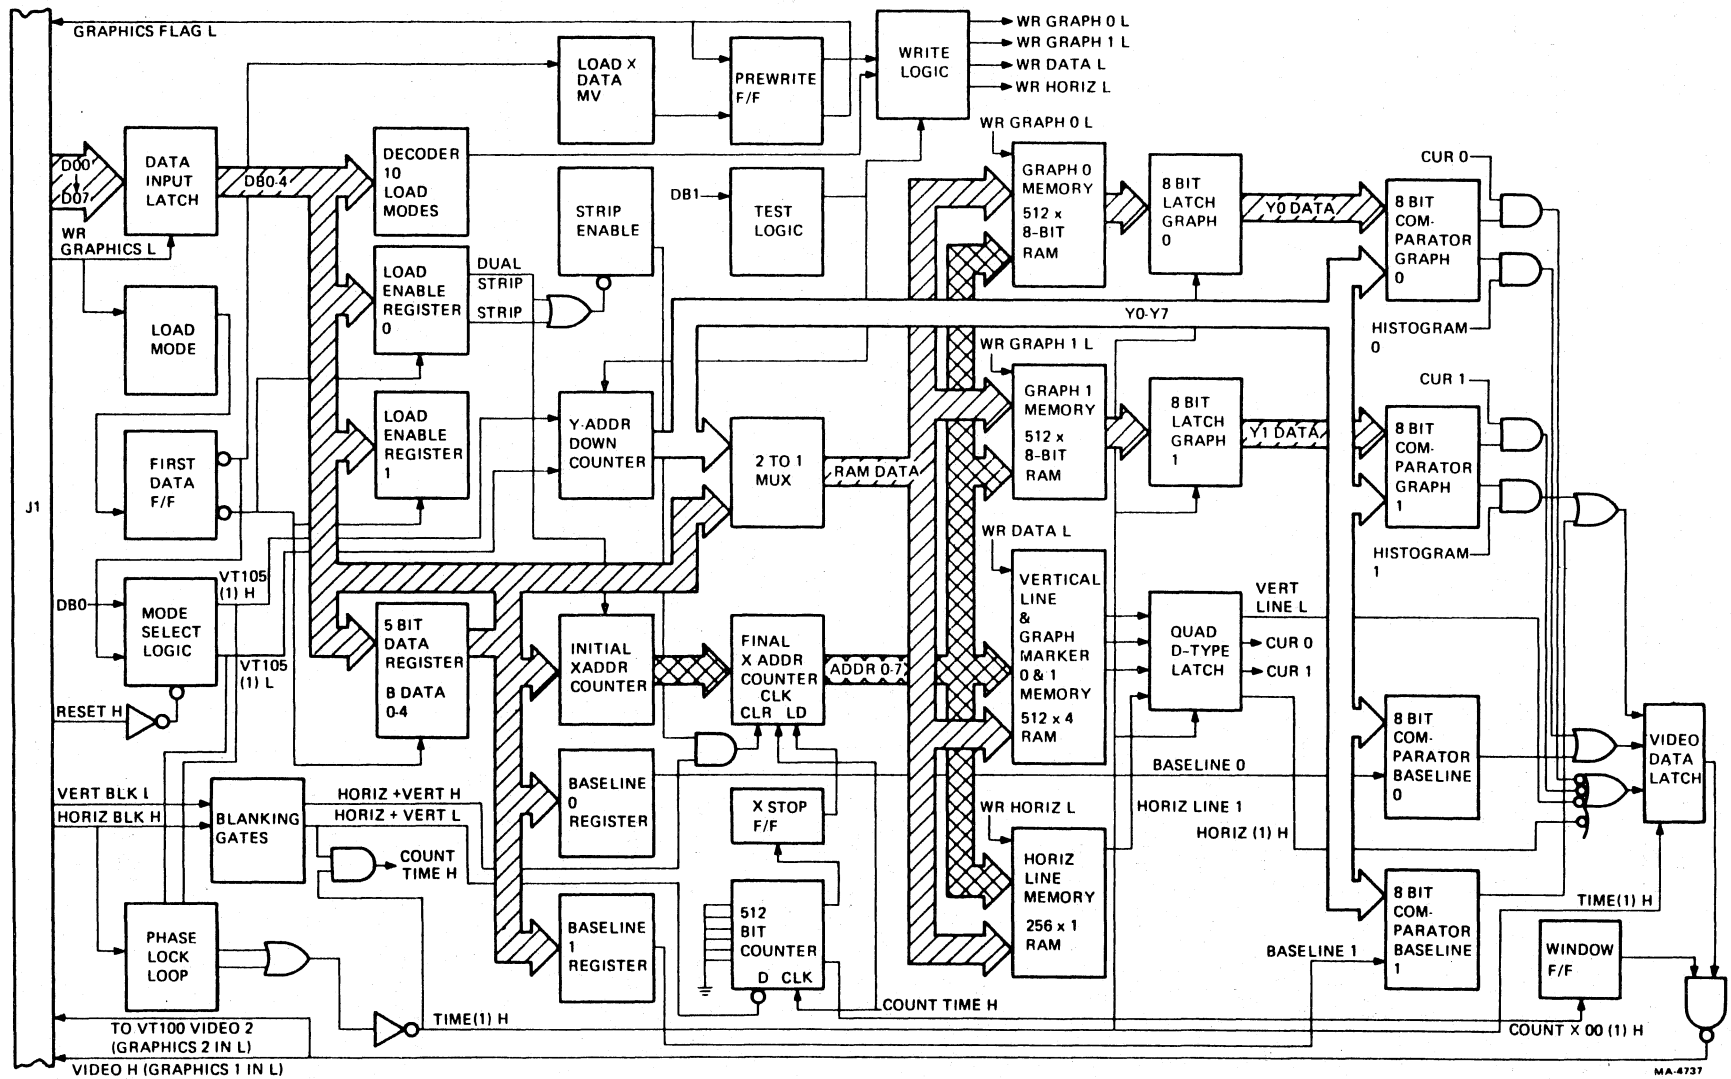 GRAPHICS FLAG L
LOAD X
DATA
MV
PREWRITE
F/F
WRITE
LOGIC
WR GRAPH 0 L
WR GRAPH 1 L
WR DATA L
WR HORIZ L
D00
D07
DATA
INPUT
LATCH
DB0-4
DECODER
10
LOAD
MODES
STRIP
ENABLE
DB1
TEST
LOGIC
WR GRAPH 0 L
GRAPH 0
MEMORY
512 x
8-BIT
RAM
8 BIT
LATCH
GRAPH
0
Y0 DATA
CUR 0
8 BIT
COM-
PARATOR
GRAPH
0
HISTOGRAM
0
WR
GRAPHICS L
LOAD
MODE
LOAD
ENABLE
REGISTER
0
DUAL
STRIP
STRIP
Y0-Y7
WR GRAPH 1 L
GRAPH 1
MEMORY
512 x
8-BIT
RAM
8 BIT
LATCH
GRAPH
1
Y1 DATA
CUR 1
8 BIT
COM-
PARATOR
GRAPH
1
HISTOGRAM
1
J1
FIRST
DATA
F/F
LOAD
ENABLE
REGISTER
1
Y-ADDR
DOWN
COUNTER
2 TO 1
MUX
RAM DATA
WR DATA L
VERTICAL
LINE
&
GRAPH
MARKER
0 & 1
MEMORY
512 x 4
RAM
QUAD
D-TYPE
LATCH
VERT
LINE L
CUR 0
CUR 1
DB0
MODE
SELECT
LOGIC
VT105
(1) H
VT105
(1) L
RESET H
5 BIT
DATA
REGISTER
B DATA
0-4
INITIAL
XADDR
COUNTER
FINAL
X ADDR
COUNTER
CLK
CLR LD
ADDR 0-7
8 BIT
COM-
PARATOR
BASELINE
0
VIDEO
DATA
LATCH
VERT BLK L
HORIZ BLK H
BLANKING
GATES
HORIZ +VERT H
HORIZ + VERT L
COUNT
TIME H
BASELINE
0
REGISTER
X STOP
F/F
BASELINE 0
WR HORIZ L
HORIZ LINE 1
HORIZ (1) H
HORIZ
LINE
MEMORY
256 x 1
RAM
PHASE
LOCK
LOOP
BASELINE
1
REGISTER
512
BIT
COUNTER
D CLK
8 BIT
COM-
PARATOR
BASELINE
1
BASELINE 1
TIME(1) H
WINDOW
F/F
COUNT TIME H
COUNT X 00 (1) H
TIME(1) H
TO VT100 VIDEO 2
(GRAPHICS 2 IN L)
VIDEO H (GRAPHICS 1 IN L)
MA-4737